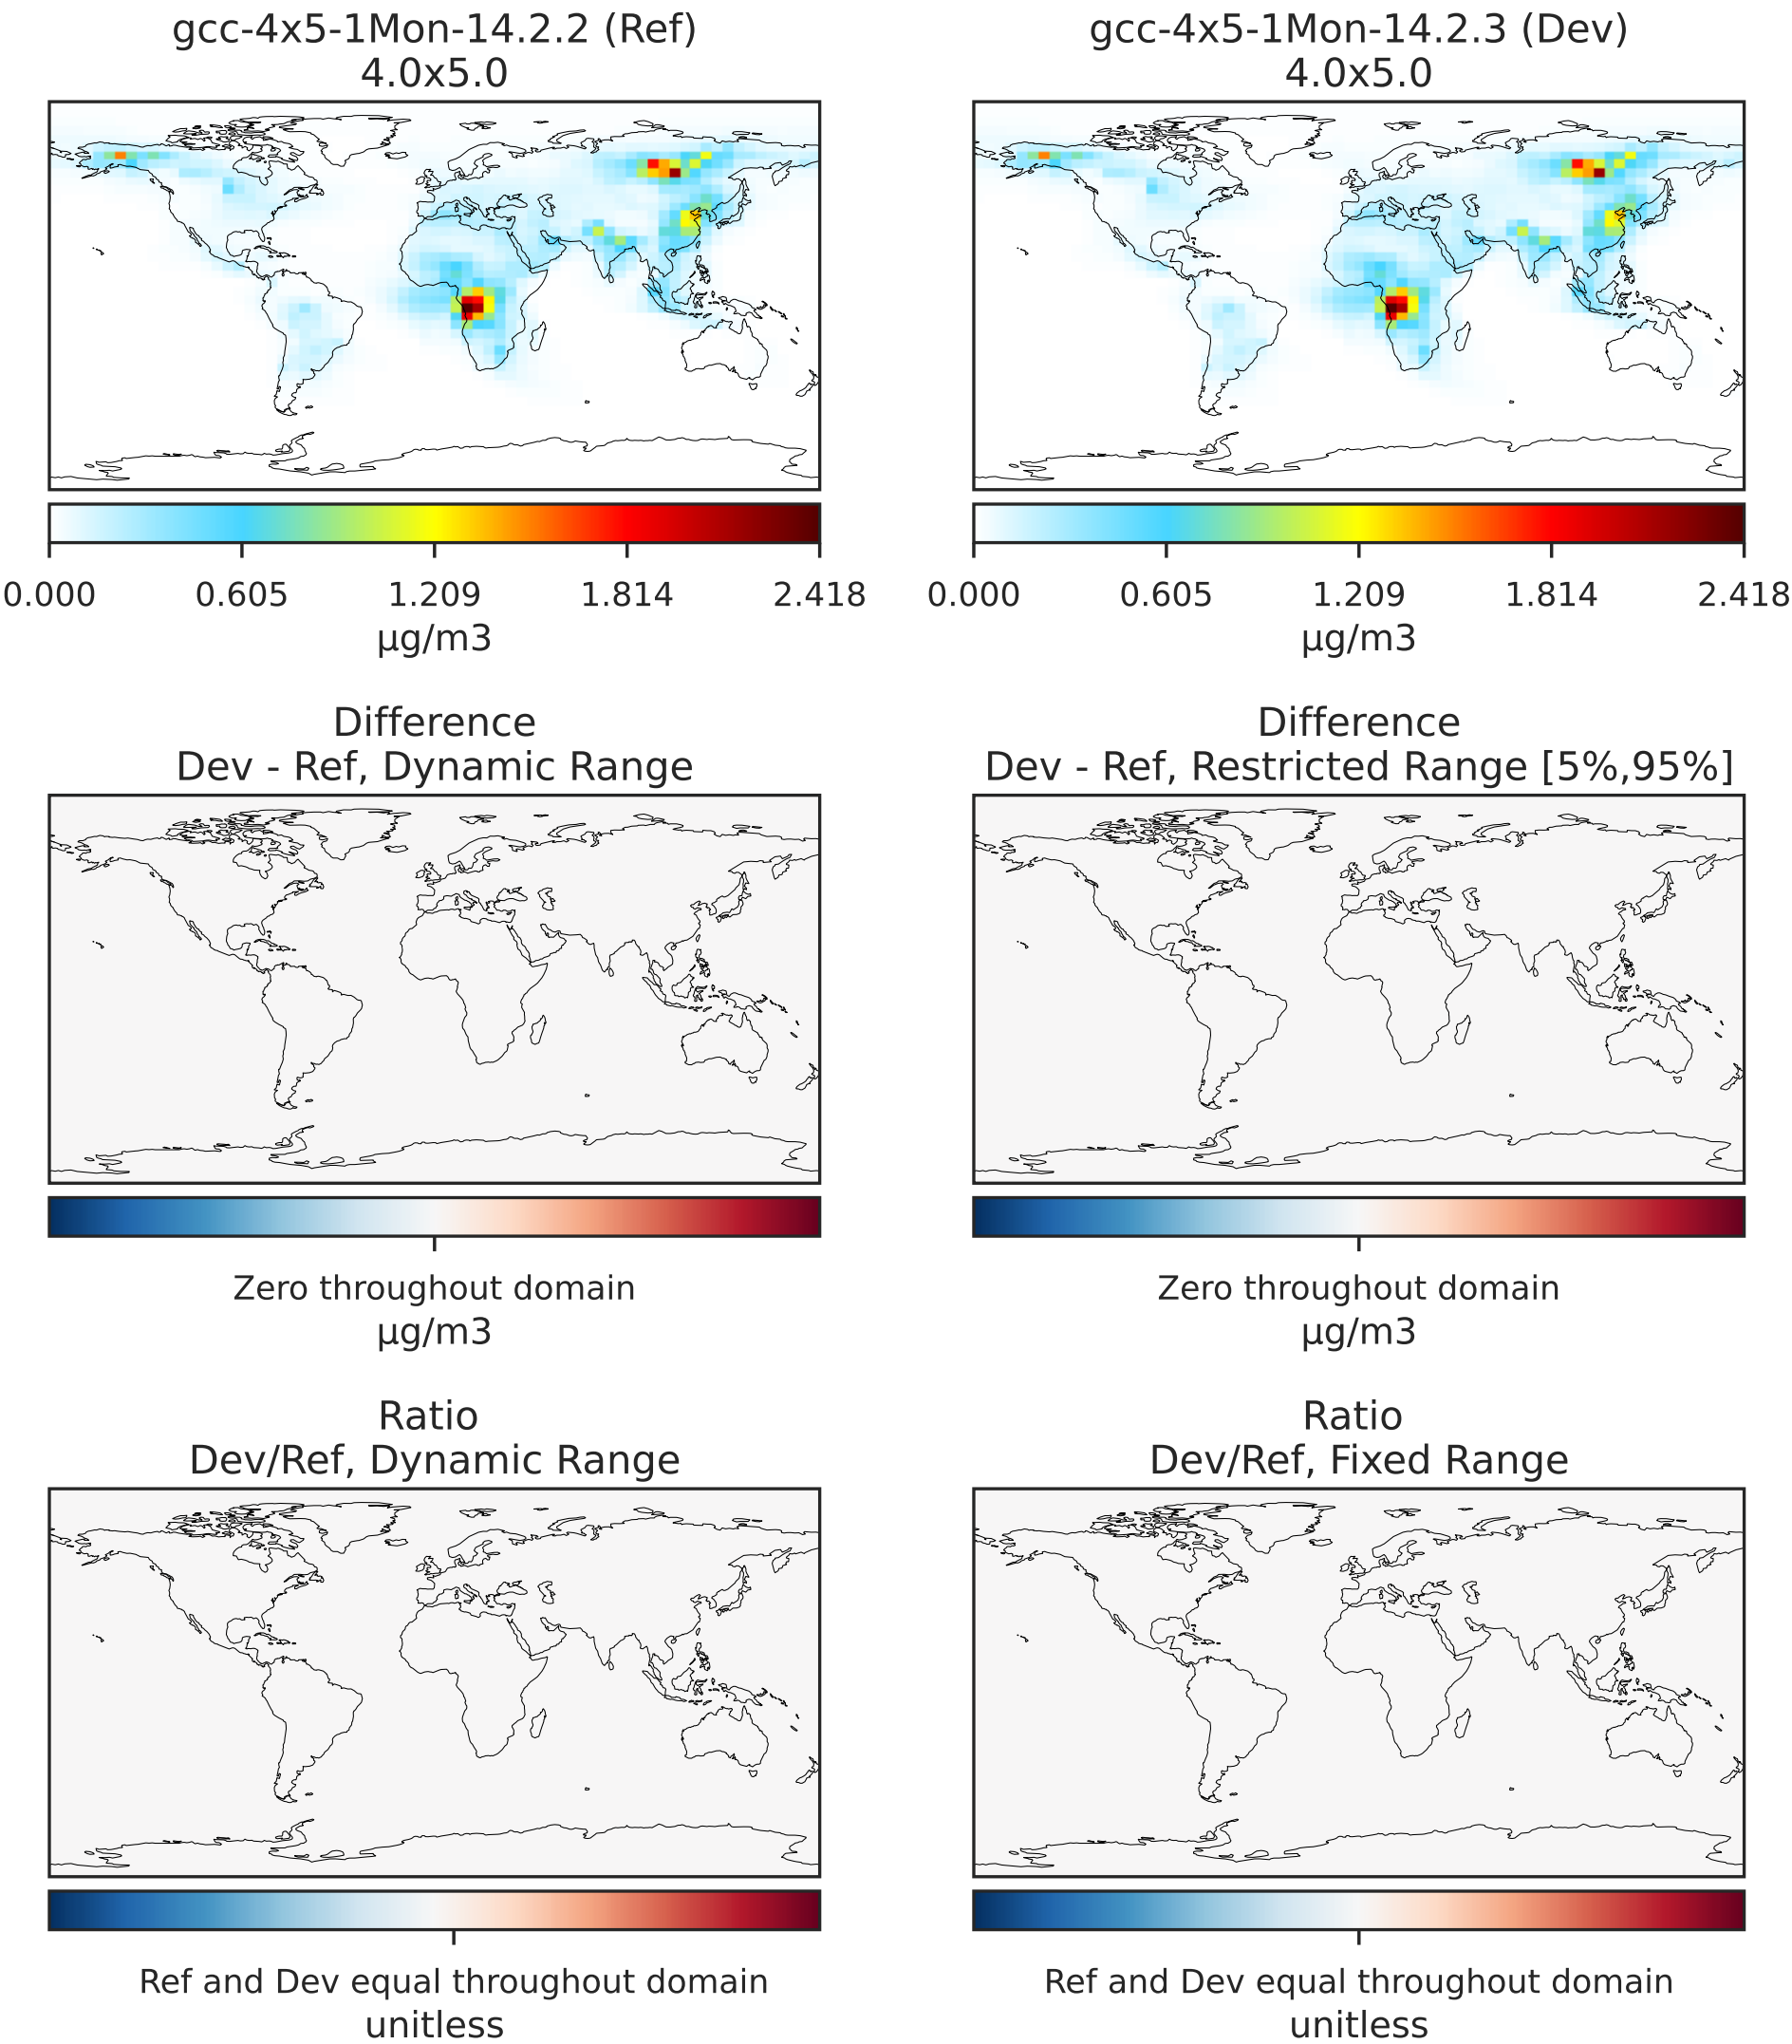 gcc-4x5-1Mon-14.2.2 (Ref)
4.0x5.0
gcc-4x5-1Mon-14.2.3 (Dev)
4.0x5.0
0.000 0.605 1.209 1.814 2.418
μg/m3
0.000 0.605 1.209 1.814 2.418
μg/m3
Difference
Dev - Ref, Dynamic Range
Difference
Dev - Ref, Restricted Range [5%,95%]
Zero throughout domain
μg/m3
Zero throughout domain
μg/m3
Ratio
Dev/Ref, Dynamic Range
Ratio
Dev/Ref, Fixed Range
Ref and Dev equal throughout domain
unitless
Ref and Dev equal throughout domain
unitless